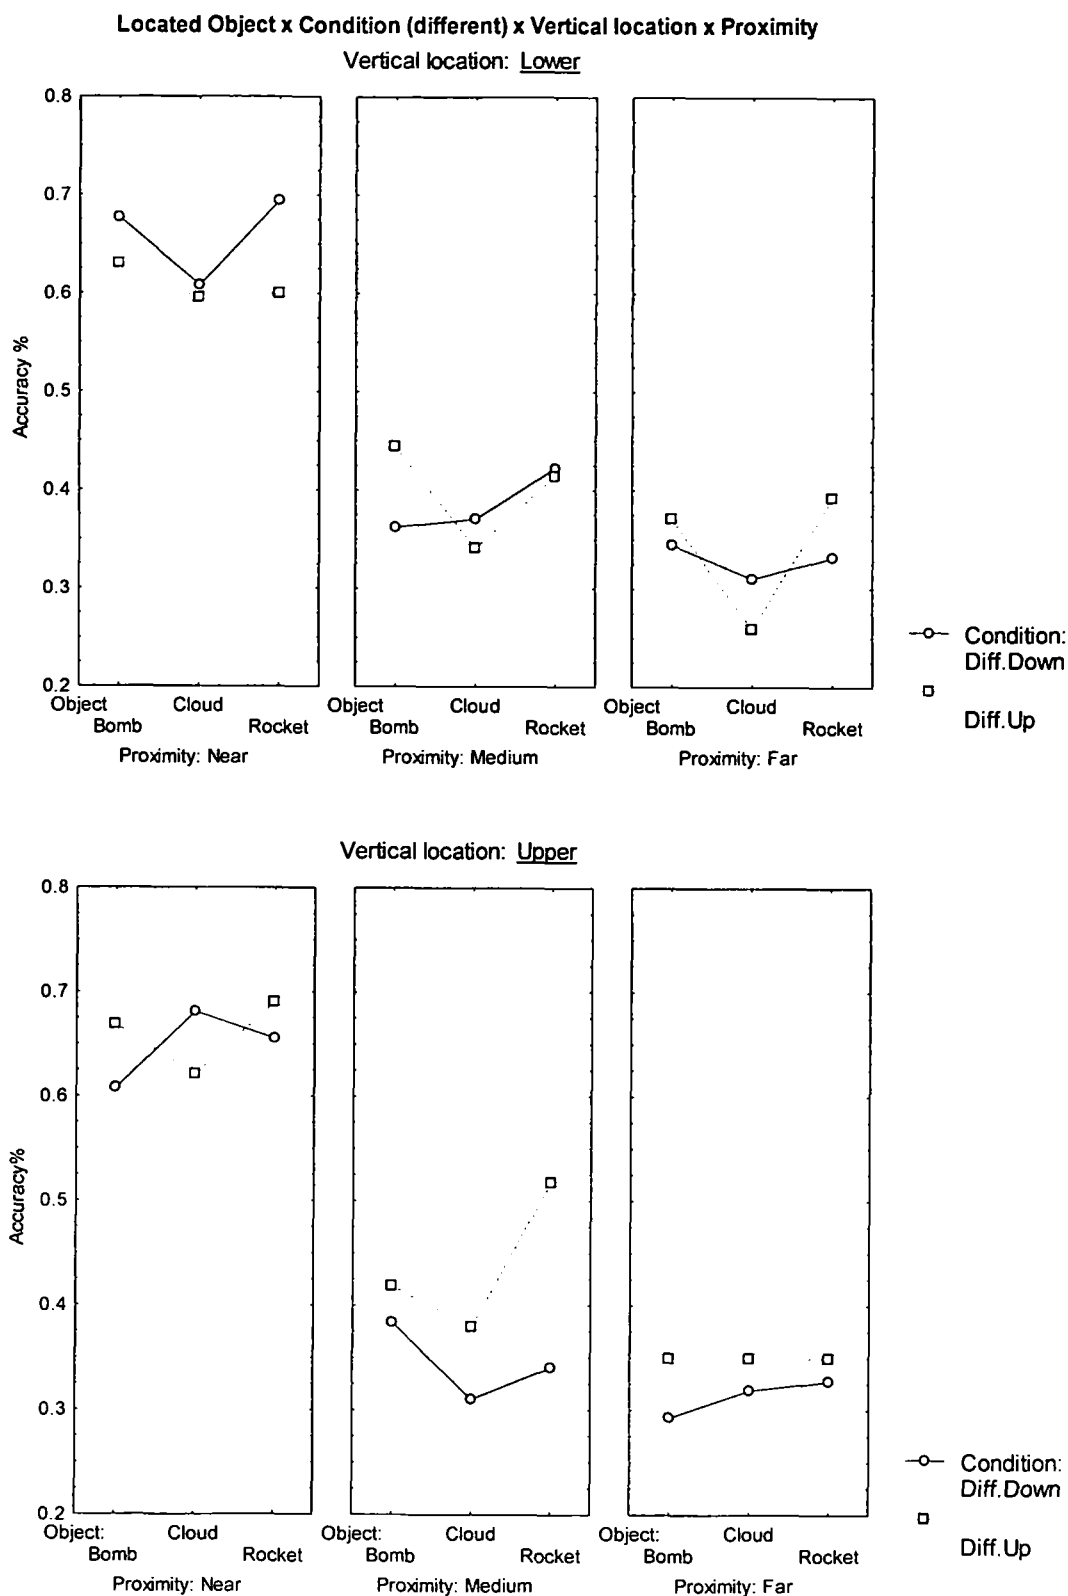 Located Object x Condition (different) x Vertical location x Proximity
Vertical location: Lower
0.8
0.7
0.6
0.5
0.4
0.3
0.2
Accuracy %
Object Cloud
Bomb Rocket
Proximity: Near
Object Cloud
Bomb Rocket
Proximity: Medium
Object Cloud
Bomb Rocket
Proximity: Far
Condition:
Diff.Down
Diff.Up
Vertical location: Upper
0.8
0.7
0.6
0.5
0.4
0.3
0.2
Accuracy%
Object: Cloud
Bomb Rocket
Proximity: Near
Object: Cloud
Bomb Rocket
Proximity: Medium
Object: Cloud
Bomb Rocket
Proximity: Far
Condition:
Diff.Down
Diff.Up